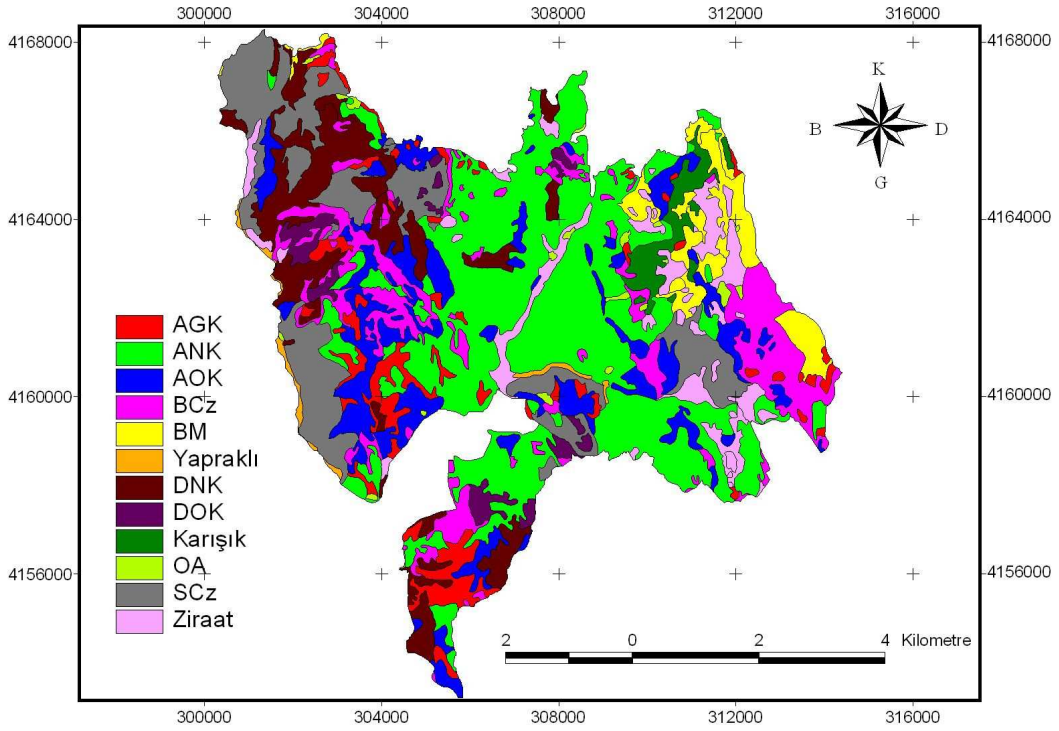 300000 304000 308000 312000 316000
4168000 4168000
K
B D
G
4164000 4164000
AGK
ANK
AOK
BCz
BM
Yapraklı
DNK
DOK
Karışık
OA
SCz
Ziraat
4160000 4160000
4156000 4156000
2 0 2 4 Kilometre
300000 304000 308000 312000 316000